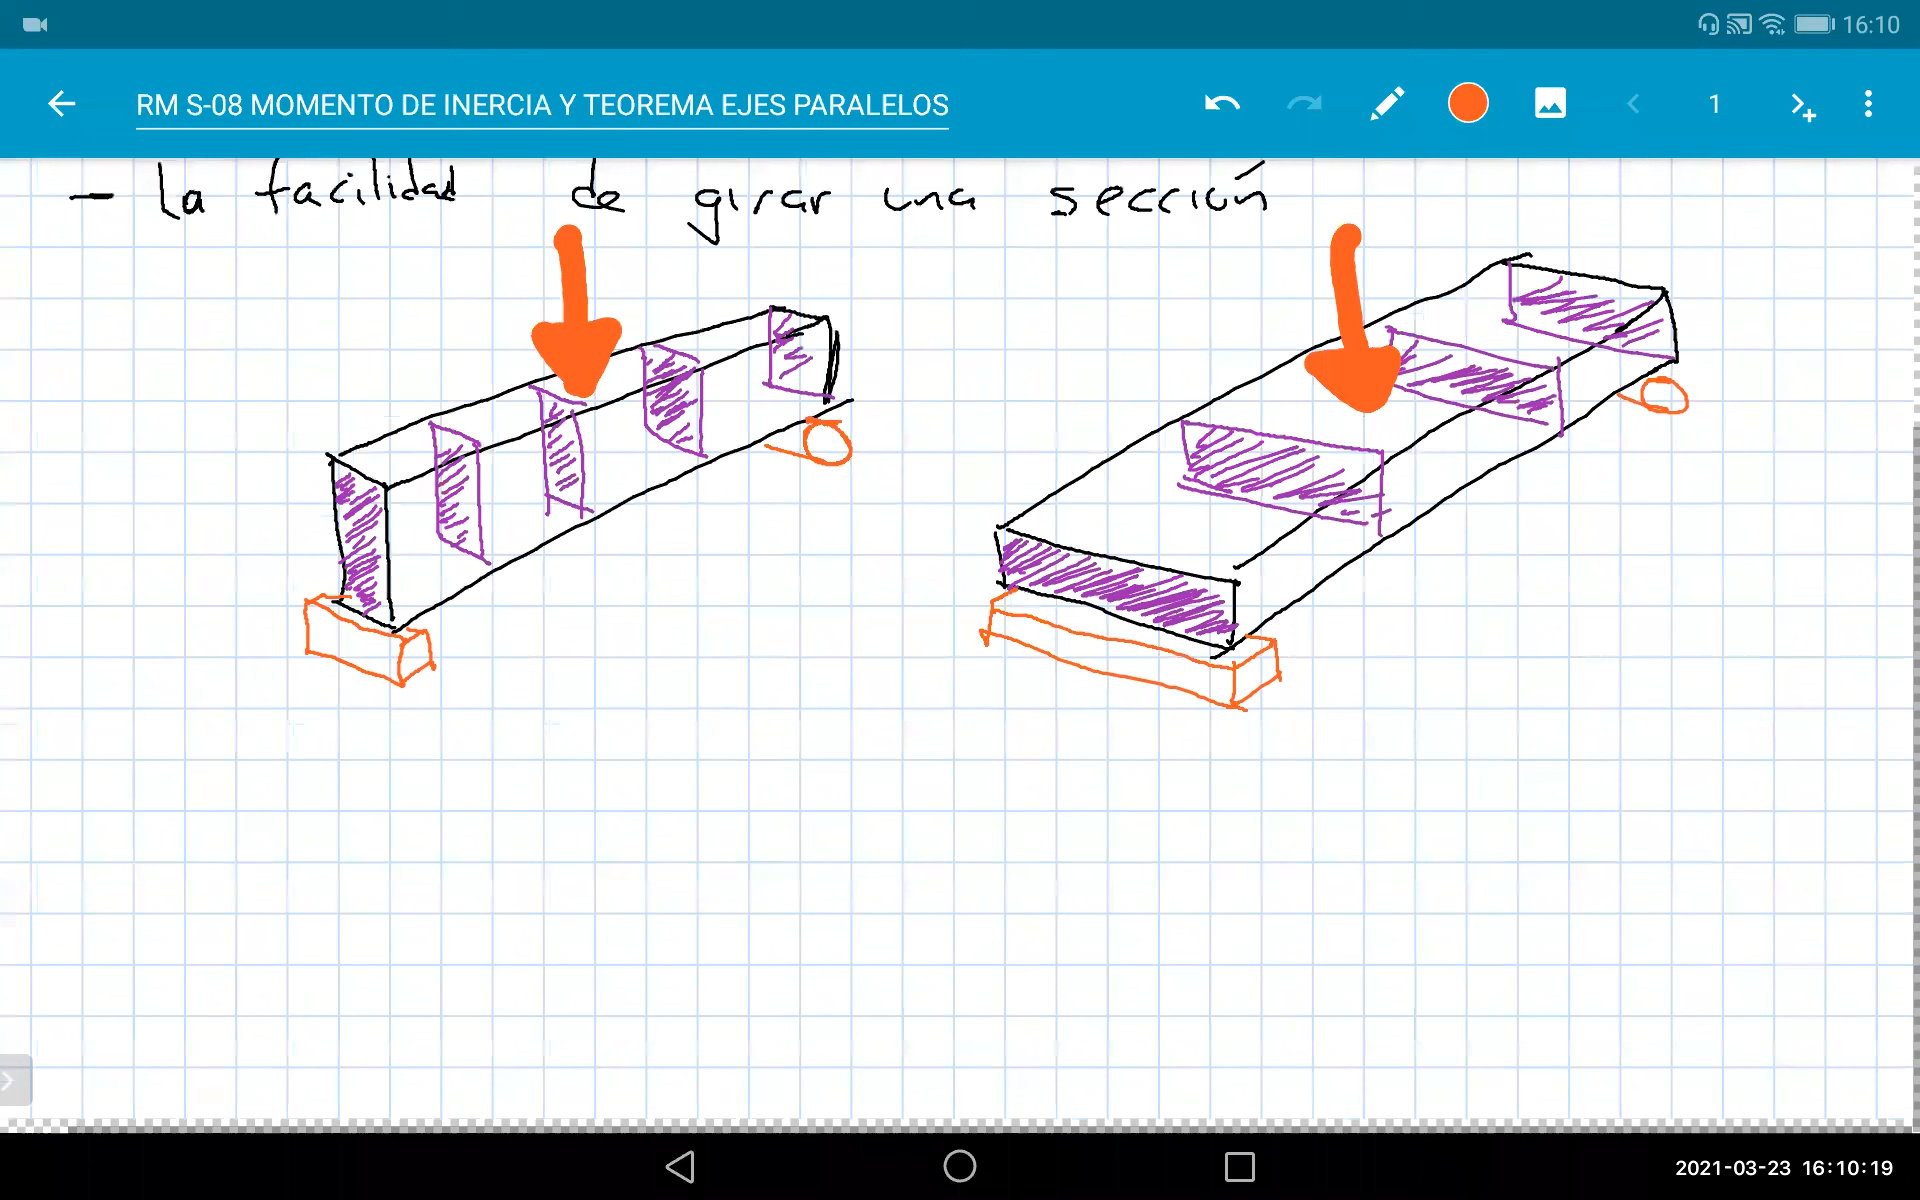 16:10
RM S-08 MOMENTO DE INERCIA Y TEOREMA EJES PARALELOS
1
- la facilidad de girar una sección
2021-03-23 16:10:19